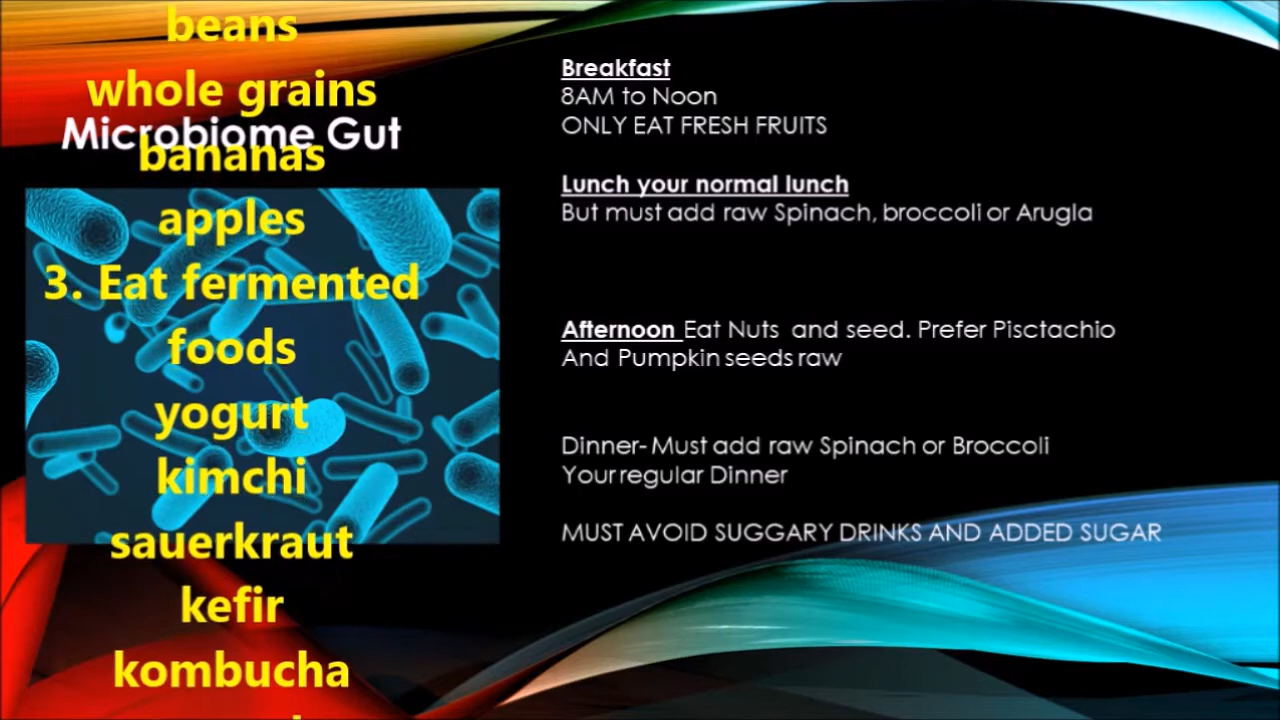 beans
whole grains
Microbiome Gut
bananas
apples
3. Eat fermented
foods
yogurt
kimchi
sauerkraut
kefir
kombucha
Breakfast
8AM to Noon
ONLY EAT FRESH FRUITS
Lunch your normal lunch
But must add raw Spinach, broccoli or Arugla
Afternoon Eat Nuts and seed. Prefer Pisctachio
And Pumpkin seeds raw
Dinner- Must add raw Spinach or Broccoli
Your regular Dinner
MUST AVOID SUGGARY DRINKS AND ADDED SUGAR